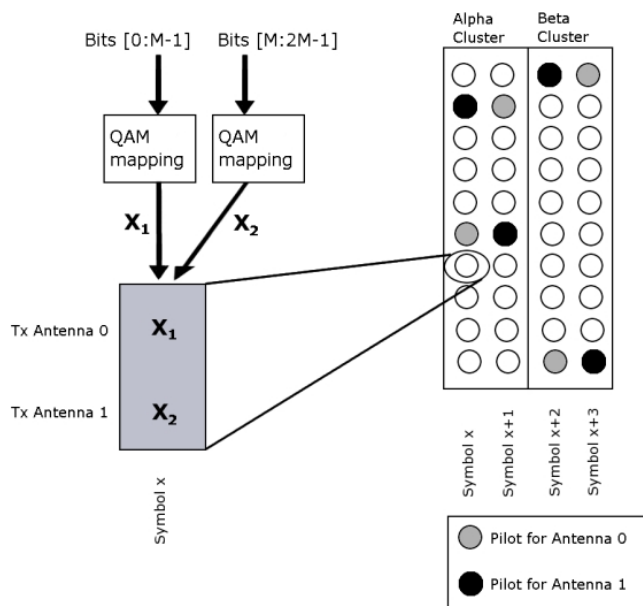 Bits [0:M-1]
Bits [M:2M-1]
QAM
mapping
QAM
mapping
X1
X2
Tx Antenna 0
X1
Tx Antenna 1
X2
Symbol x
Alpha
Cluster
Beta
Cluster
Symbol x
Symbol x+1
Symbol x+2
Symbol x+3
Pilot for Antenna 0
Pilot for Antenna 1